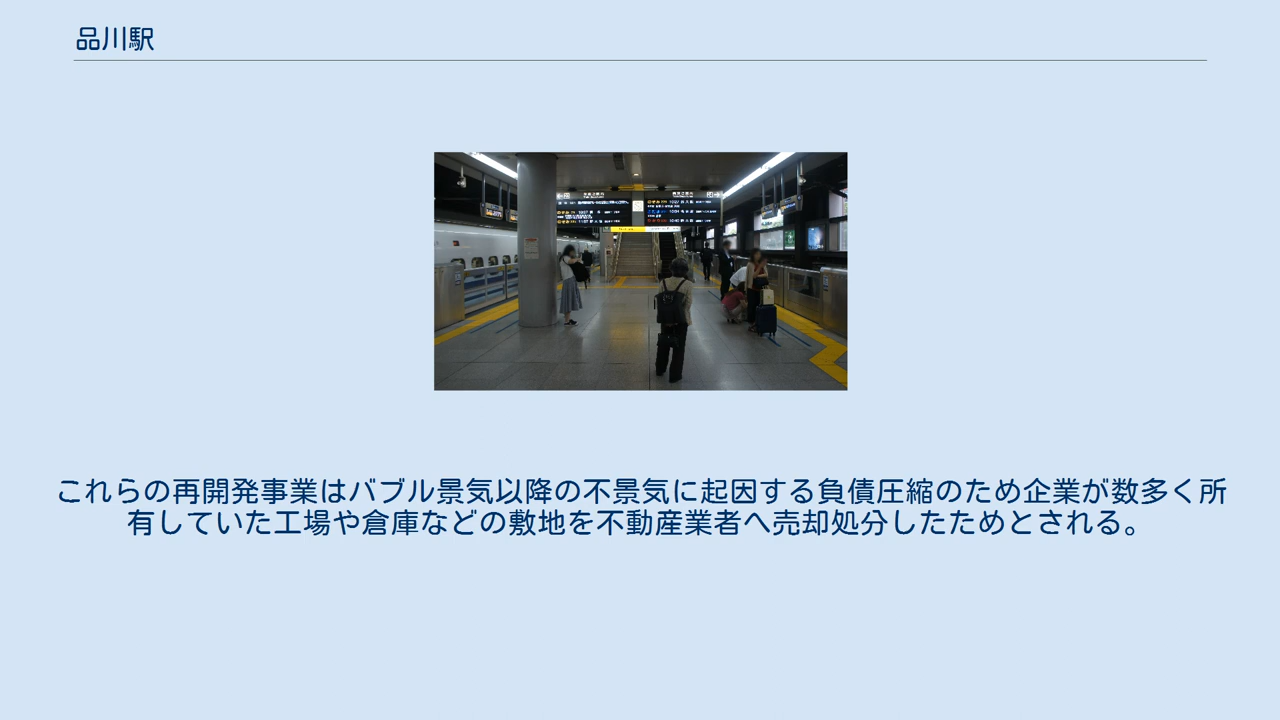 品川駅
これらの再開発事業はバブル景気以降の不景気に起因する負債圧縮のため企業が数多く所
有していた工場や倉庫などの敷地を不動産業者へ売却処分したためとされる。